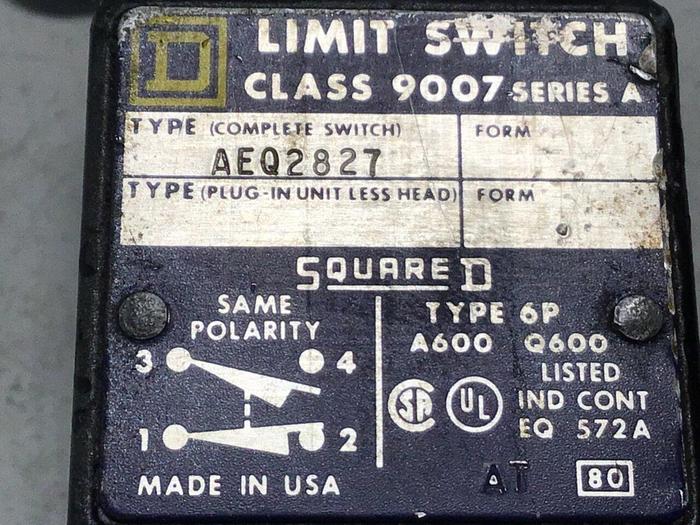 D
LIMIT SWITCH
CLASS 9007 SERIES A
TYPE (COMPLETE SWITCH) FORM
AEQ2827
TYPE (PLUG-IN UNIT LESS HEAD) FORM
SQUARE D
SAME POLARITY
3 4
1 2
MADE IN USA
TYPE 6P
A600 Q600
LISTED
SA UL IND CONT
EQ 572A
AT 80